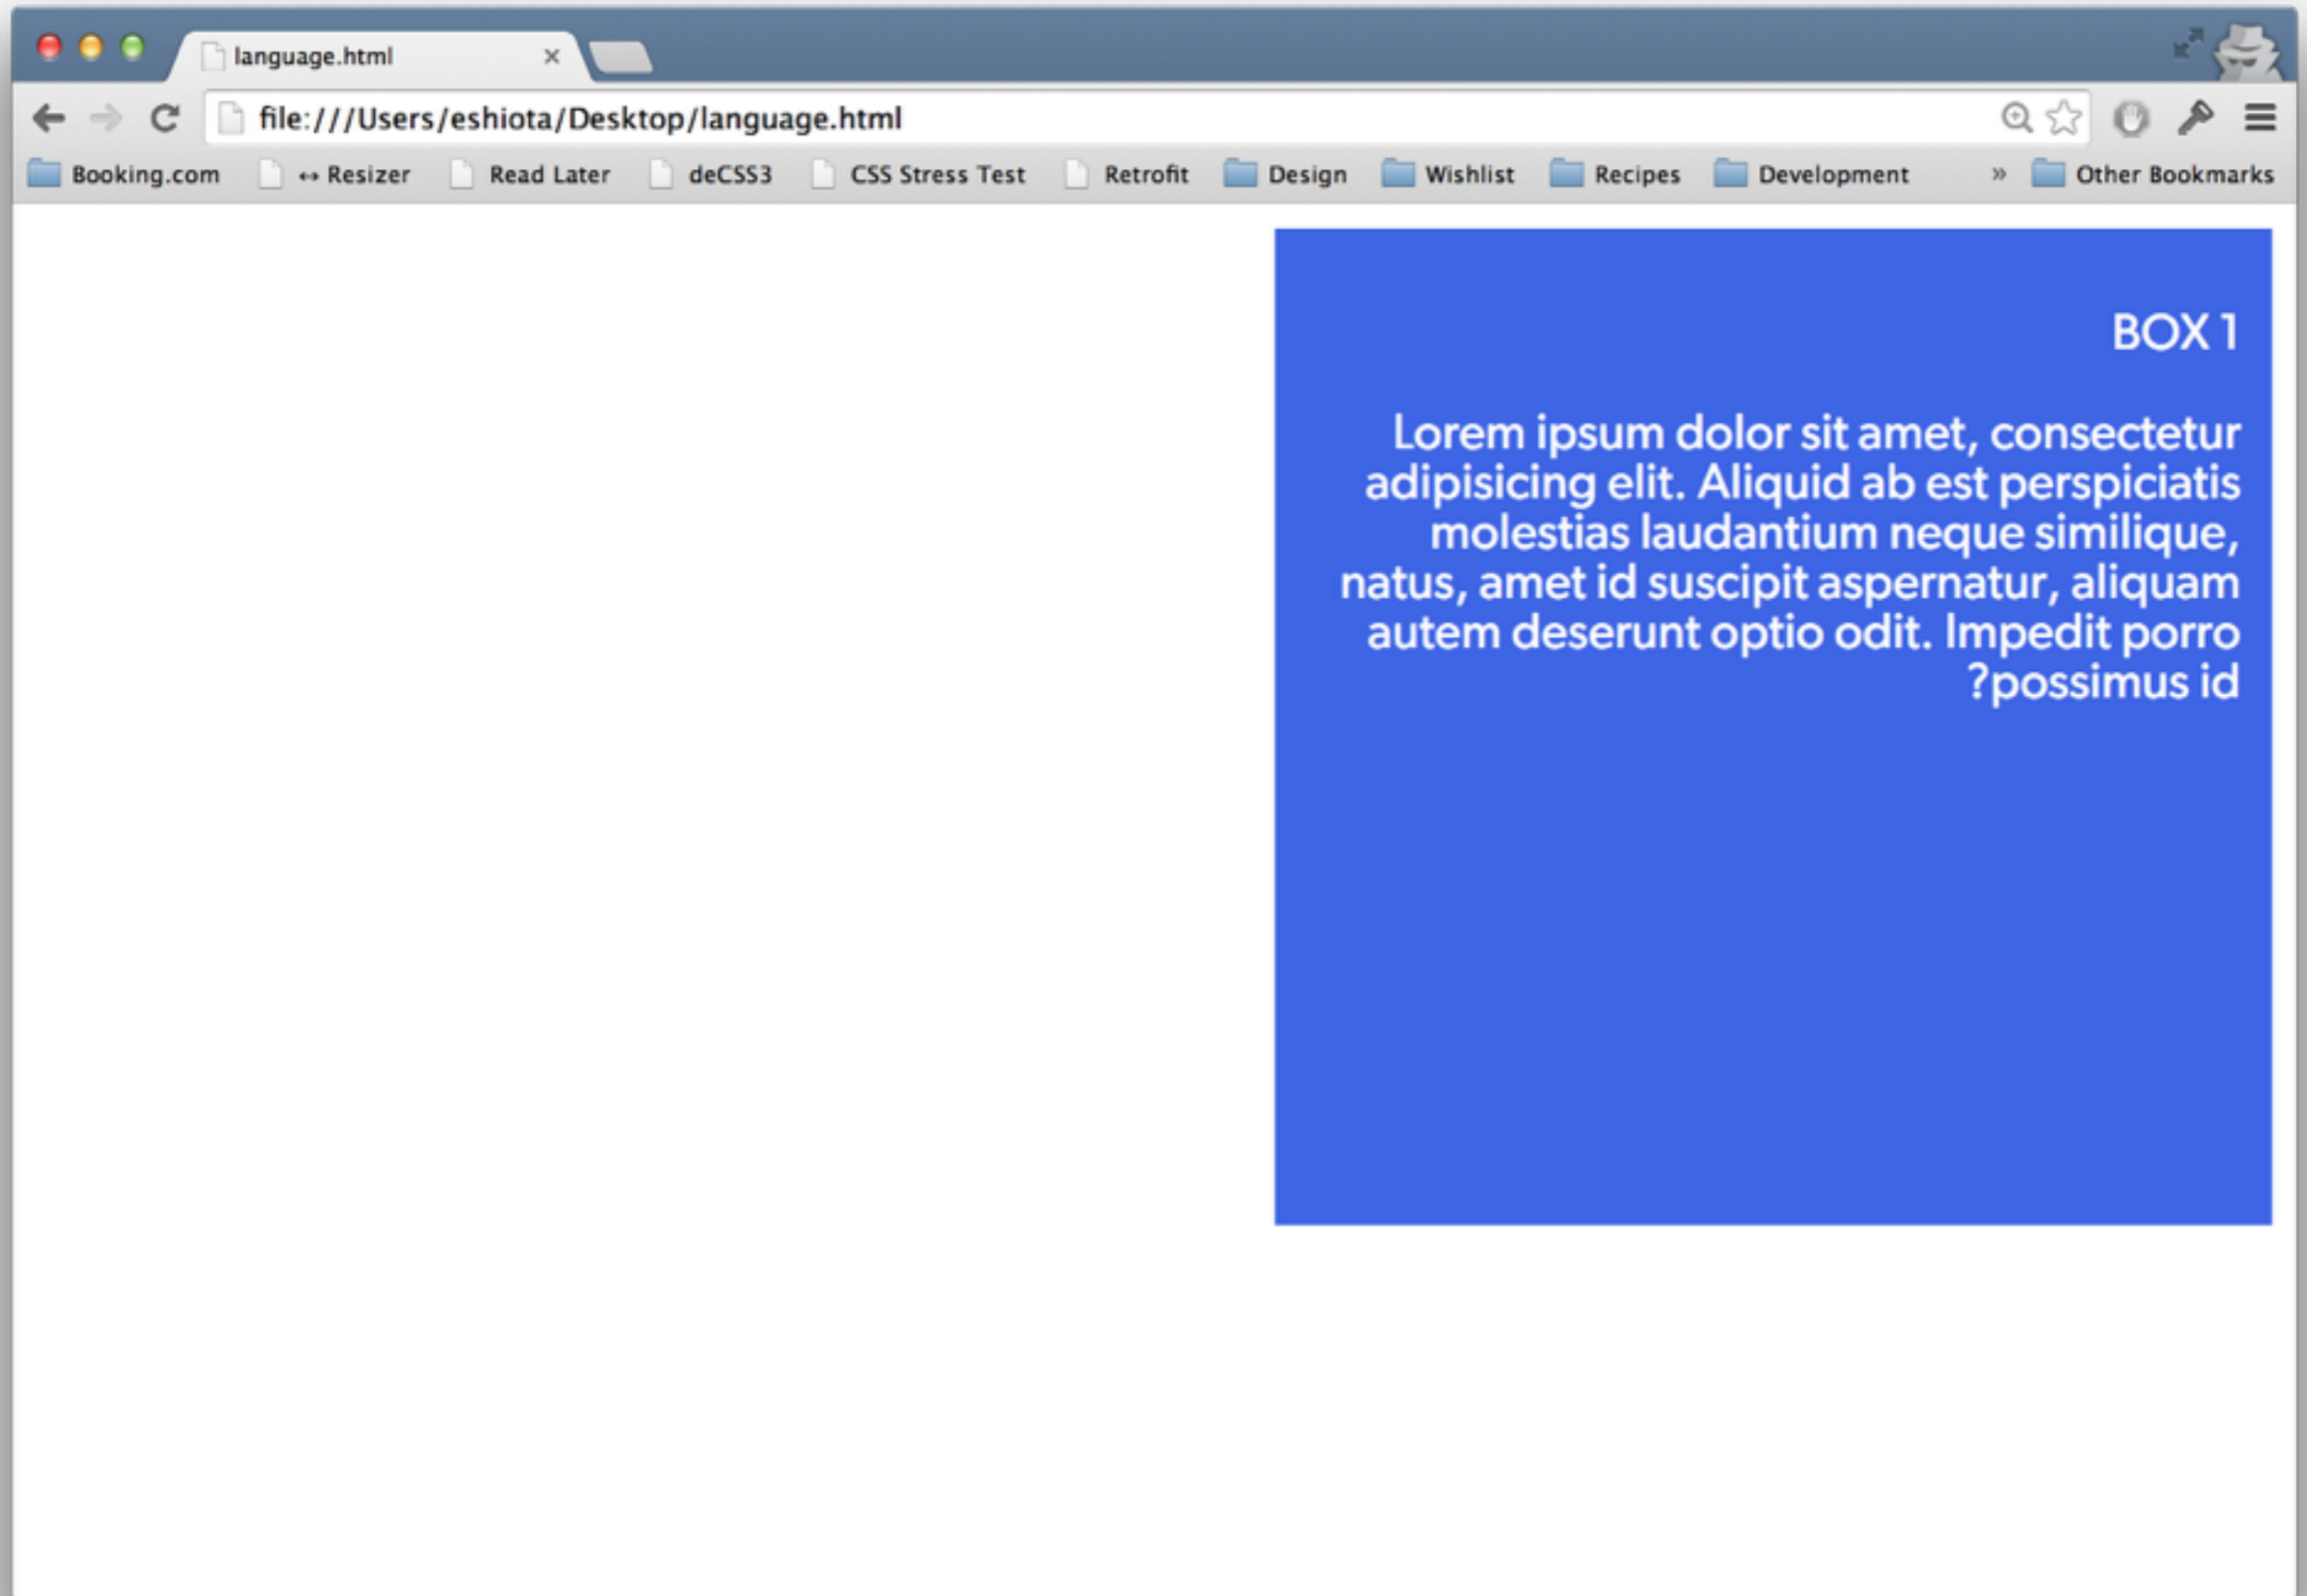 language.html
file:///Users/eshiota/Desktop/language.html
Booking.com ↔ Resizer Read Later deCSS3 CSS Stress Test Retrofit Design Wishlist Recipes Development » Other Bookmarks
BOX 1
Lorem ipsum dolor sit amet, consectetur
adipisicing elit. Aliquid ab est perspiciatis
molestias laudantium neque similique,
natus, amet id suscipit aspernatur, aliquam
autem deserunt optio odit. Impedit porro
?possimus id